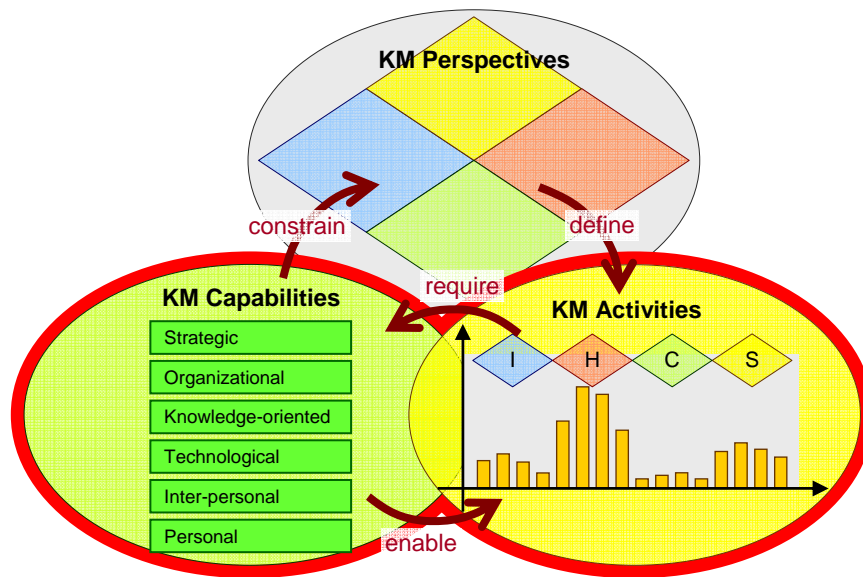 KM Perspectives
constrain
define
require
KM Capabilities
KM Activities
Strategic
Organizational
Knowledge-oriented
Technological
Inter-personal
Personal
I H C S
enable